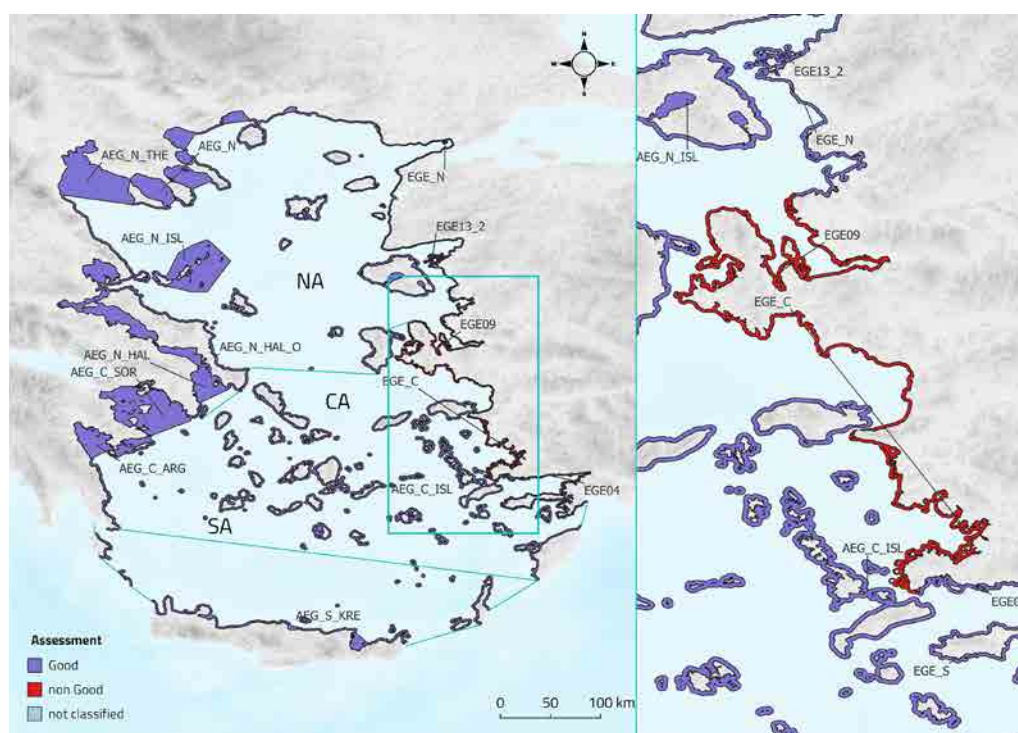 N
W
E
S
AEG_N
AEG_N_THE
EGE_N
AEG_N_ISL
EGE13_2
NA
EGE09
AEG_N_HAL_O
AEG_N_HAL
AEG_C_SOR
EGE_C
CA
AEG_C_ARG
AEG_C_ISL
EGE04
SA
AEG_S_KRE
Assessment
Good
non Good
not classified
0 50 100 km
EGE13_2
EGE_N
AEG_N_ISL
EGE09
EGE_C
AEG_C_ISL
EGE0
EGE_S